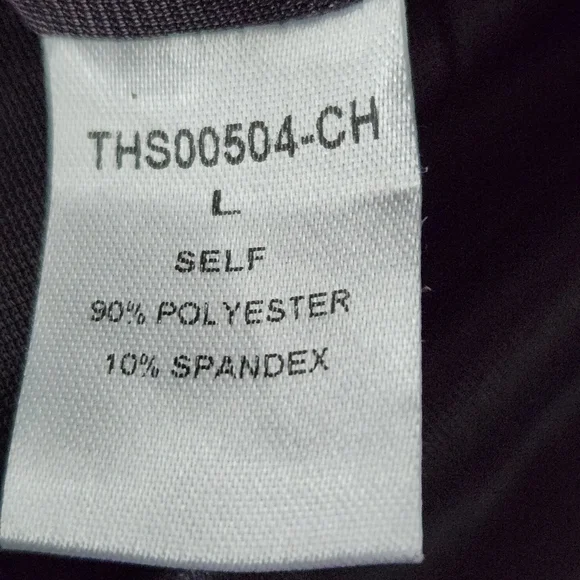 THS00504-CH
L
SELF
90% POLYESTER
10% SPANDEX